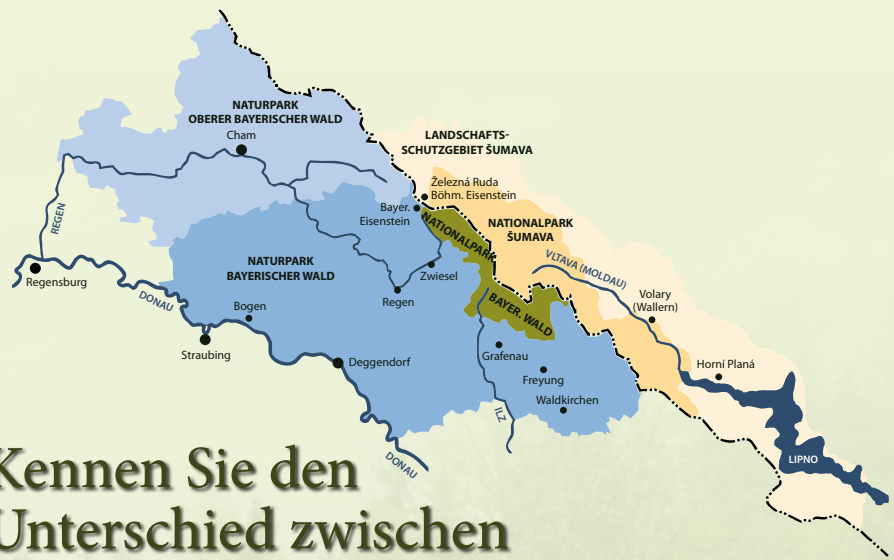 NATURPARK
OBERER BAYERISCHER WALD
Cham
LANDSCHAFTS-
SCHUTZGEBIET ŠUMAVA
Železná Ruda
Böhm. Eisenstein
Bayer.
Eisenstein
NATIONALPARK
BAYER. WALD
NATIONALPARK
ŠUMAVA
REGEN
VLTAVA (MOLDAU)
NATURPARK
BAYERISCHER WALD
Zwiesel
Regensburg
Regen
Volary
(Wallern)
DONAU
Bogen
Straubing
Grafenau
Deggendorf
Horní Planá
Freyung
Waldkirchen
ILZ
DONAU
LIPNO
Kennen Sie den
Unterschied zwischen